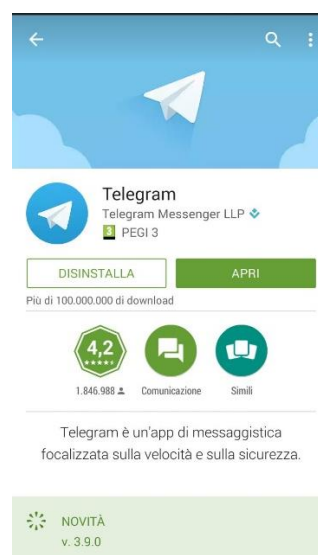 Telegram
Telegram Messenger LLP
3 PEGI 3
DISINSTALLA
APRI
Più di 100.000.000 di download
4,2
1.846.988
Comunicazione
Simili
Telegram è un'app di messaggistica
focalizzata sulla velocità e sulla sicurezza.
NOVITÀ
v. 3.9.0